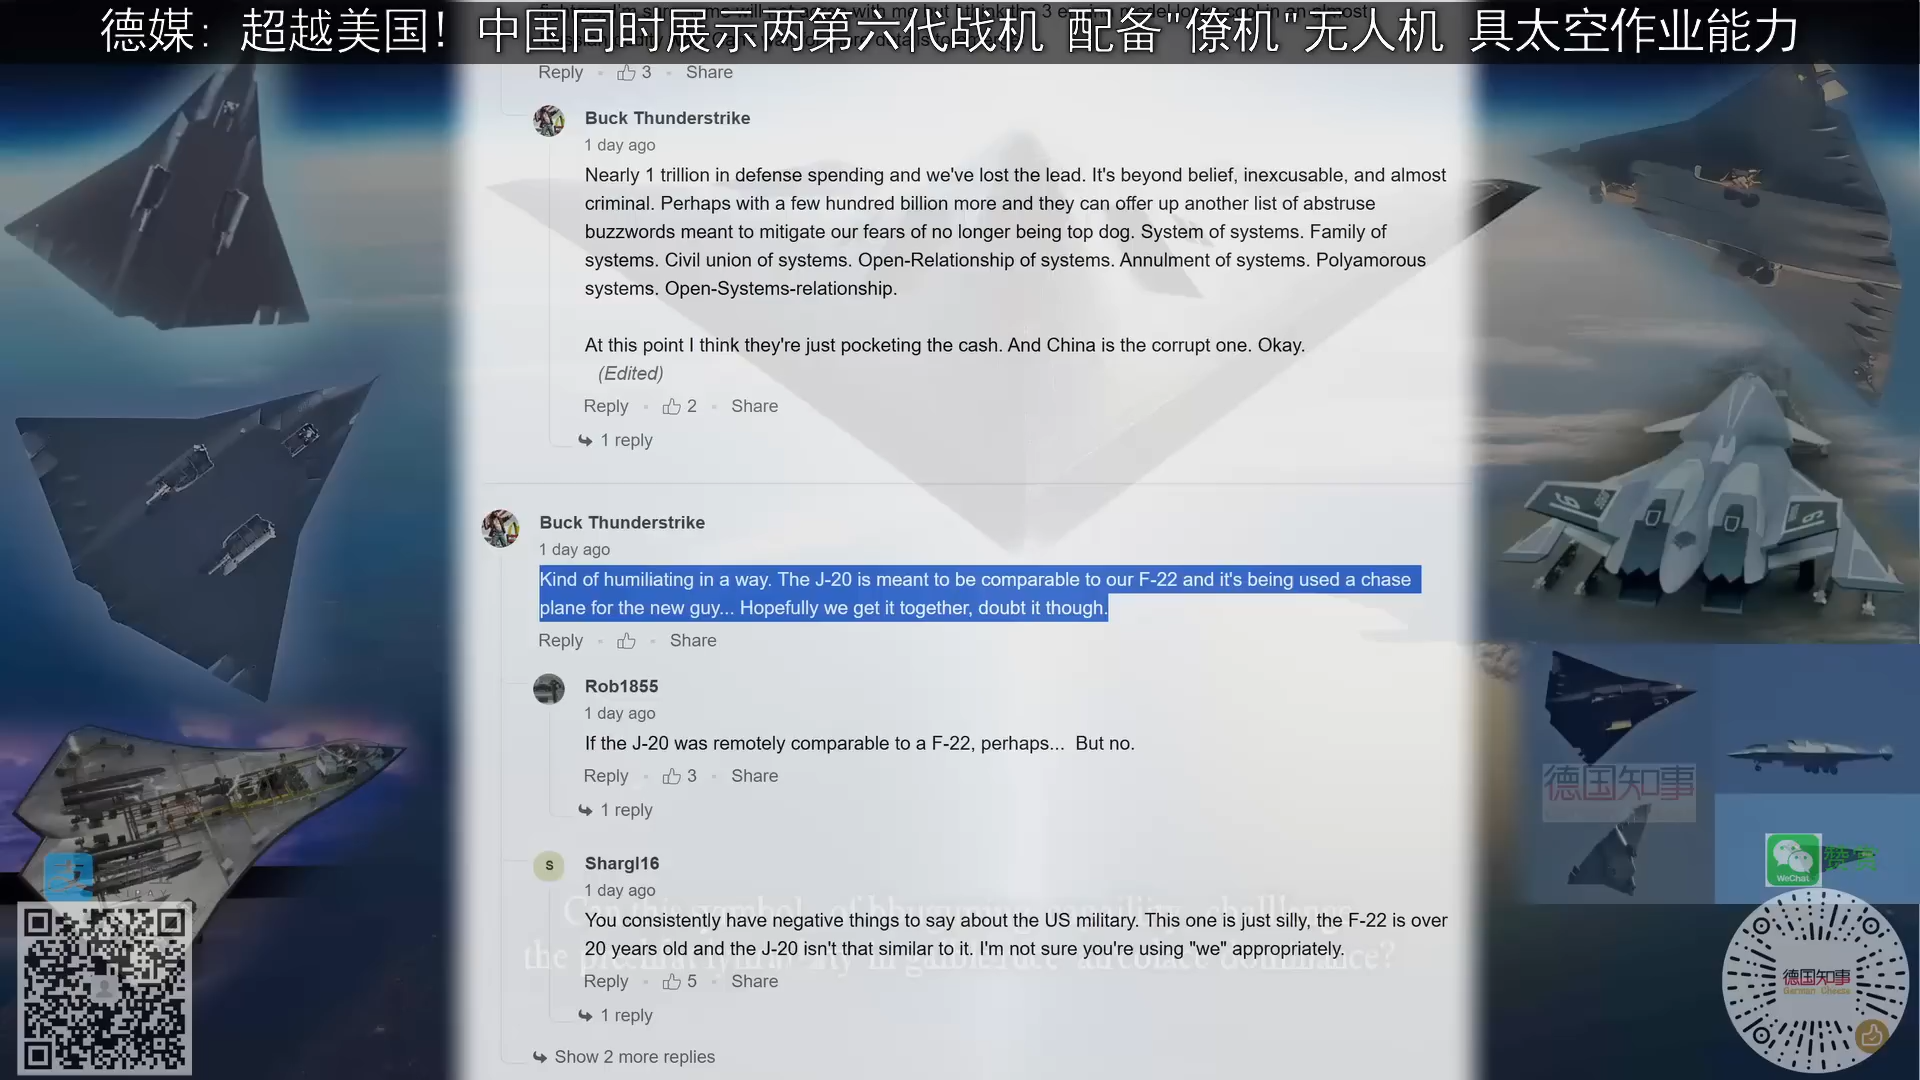 德媒：超越美国！中国同时展示两第六代战机 配备"僚机"无人机 具太空作业能力
Reply 3 Share
Buck Thunderstrike
1 day ago
Nearly 1 trillion in defense spending and we've lost the lead. It's beyond belief, inexcusable, and almost
criminal. Perhaps with a few hundred billion more and they can offer up another list of abstruse
buzzwords meant to mitigate our fears of no longer being top dog. System of systems. Family of
systems. Civil union of systems. Open-Relationship of systems. Annulment of systems. Polyamorous
systems. Open-Systems-relationship.
At this point I think they're just pocketing the cash. And China is the corrupt one. Okay.
(Edited)
Reply 2 Share
1 reply
Buck Thunderstrike
1 day ago
Kind of humiliating in a way. The J-20 is meant to be comparable to our F-22 and it's being used a chase
plane for the new guy... Hopefully we get it together, doubt it though.
Reply Share
Rob1855
1 day ago
If the J-20 was remotely comparable to a F-22, perhaps... But no.
Reply 3 Share
1 reply
S
Shargl16
1 day ago
You consistently have negative things to say about the US military. This one is just silly, the F-22 is over
20 years old and the J-20 isn't that similar to it. I'm not sure you're using "we" appropriately.
Reply 5 Share
1 reply
Show 2 more replies
德国知事
WeChat
赞赏
德国知事